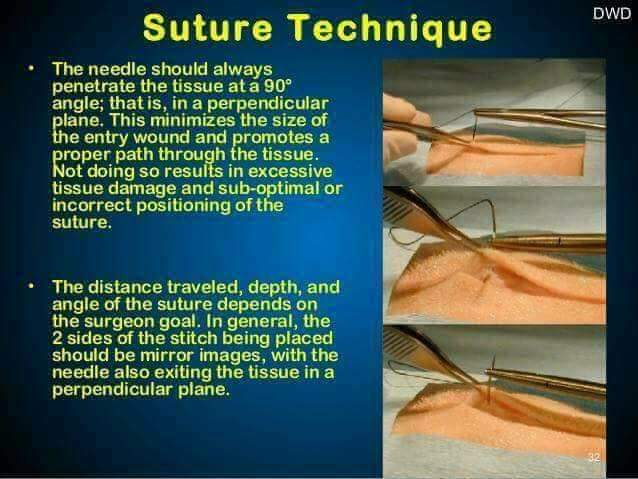 DWD
Suture Technique
• The needle should always
penetrate the tissue at a 90°
angle; that is, in a perpendicular
plane. This minimizes the size of
the entry wound and promotes a
proper path through the tissue.
Not doing so results in excessive
tissue damage and sub-optimal or
incorrect positioning of the
suture.
• The distance traveled, depth, and
angle of the suture depends on
the surgeon goal. In general, the
2 sides of the stitch being placed
should be mirror images, with the
needle also exiting the tissue in a
perpendicular plane.
32